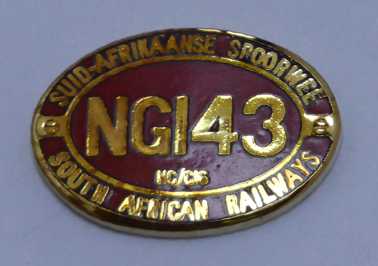 SUID-AFRIKAANSE SPOORWEË
NG143
NG/G16
SOUTH AFRICAN RAILWAYS